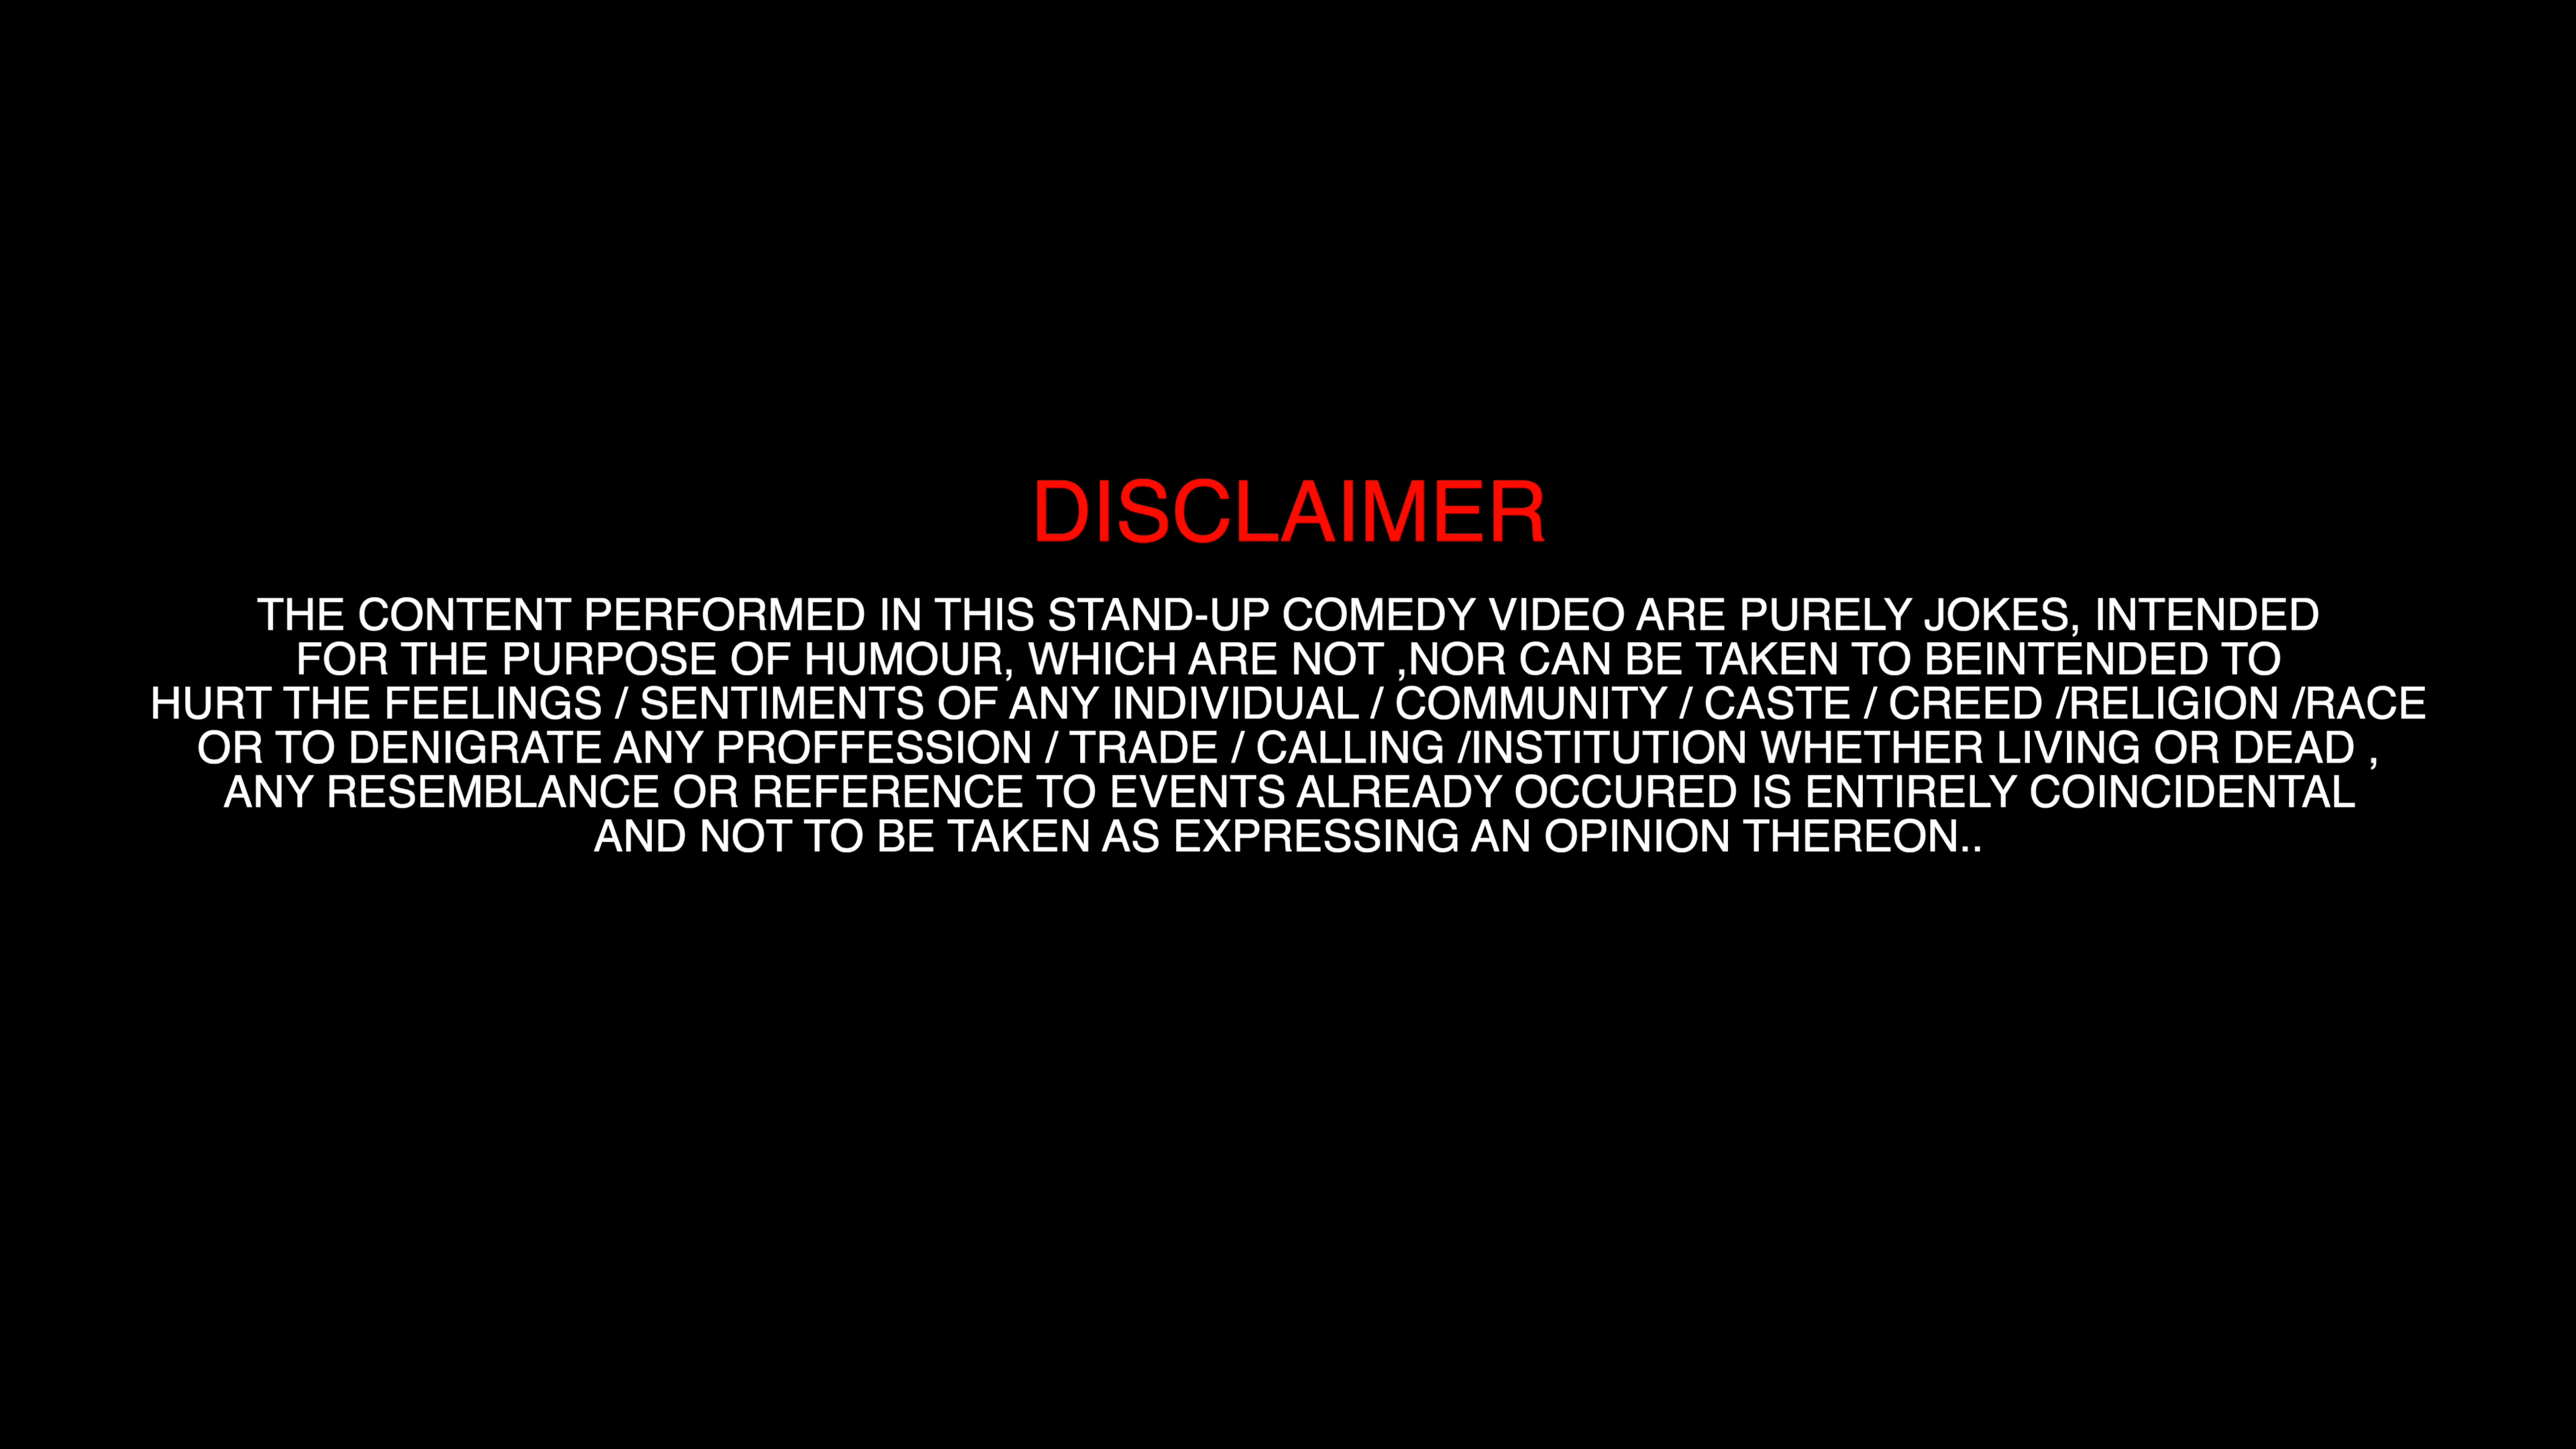 DISCLAIMER
THE CONTENT PERFORMED IN THIS STAND-UP COMEDY VIDEO ARE PURELY JOKES, INTENDED
FOR THE PURPOSE OF HUMOUR, WHICH ARE NOT ,NOR CAN BE TAKEN TO BEINTENDED TO
HURT THE FEELINGS / SENTIMENTS OF ANY INDIVIDUAL / COMMUNITY / CASTE / CREED /RELIGION /RACE
OR TO DENIGRATE ANY PROFFESSION / TRADE / CALLING /INSTITUTION WHETHER LIVING OR DEAD ,
ANY RESEMBLANCE OR REFERENCE TO EVENTS ALREADY OCCURED IS ENTIRELY COINCIDENTAL
AND NOT TO BE TAKEN AS EXPRESSING AN OPINION THEREON..